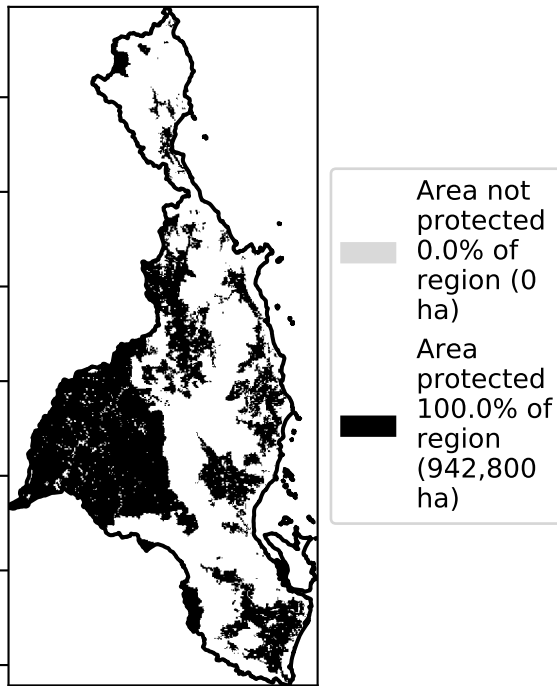 Area not
protected
0.0% of
region (0
ha)
Area
protected
100.0% of
region
(942,800
ha)